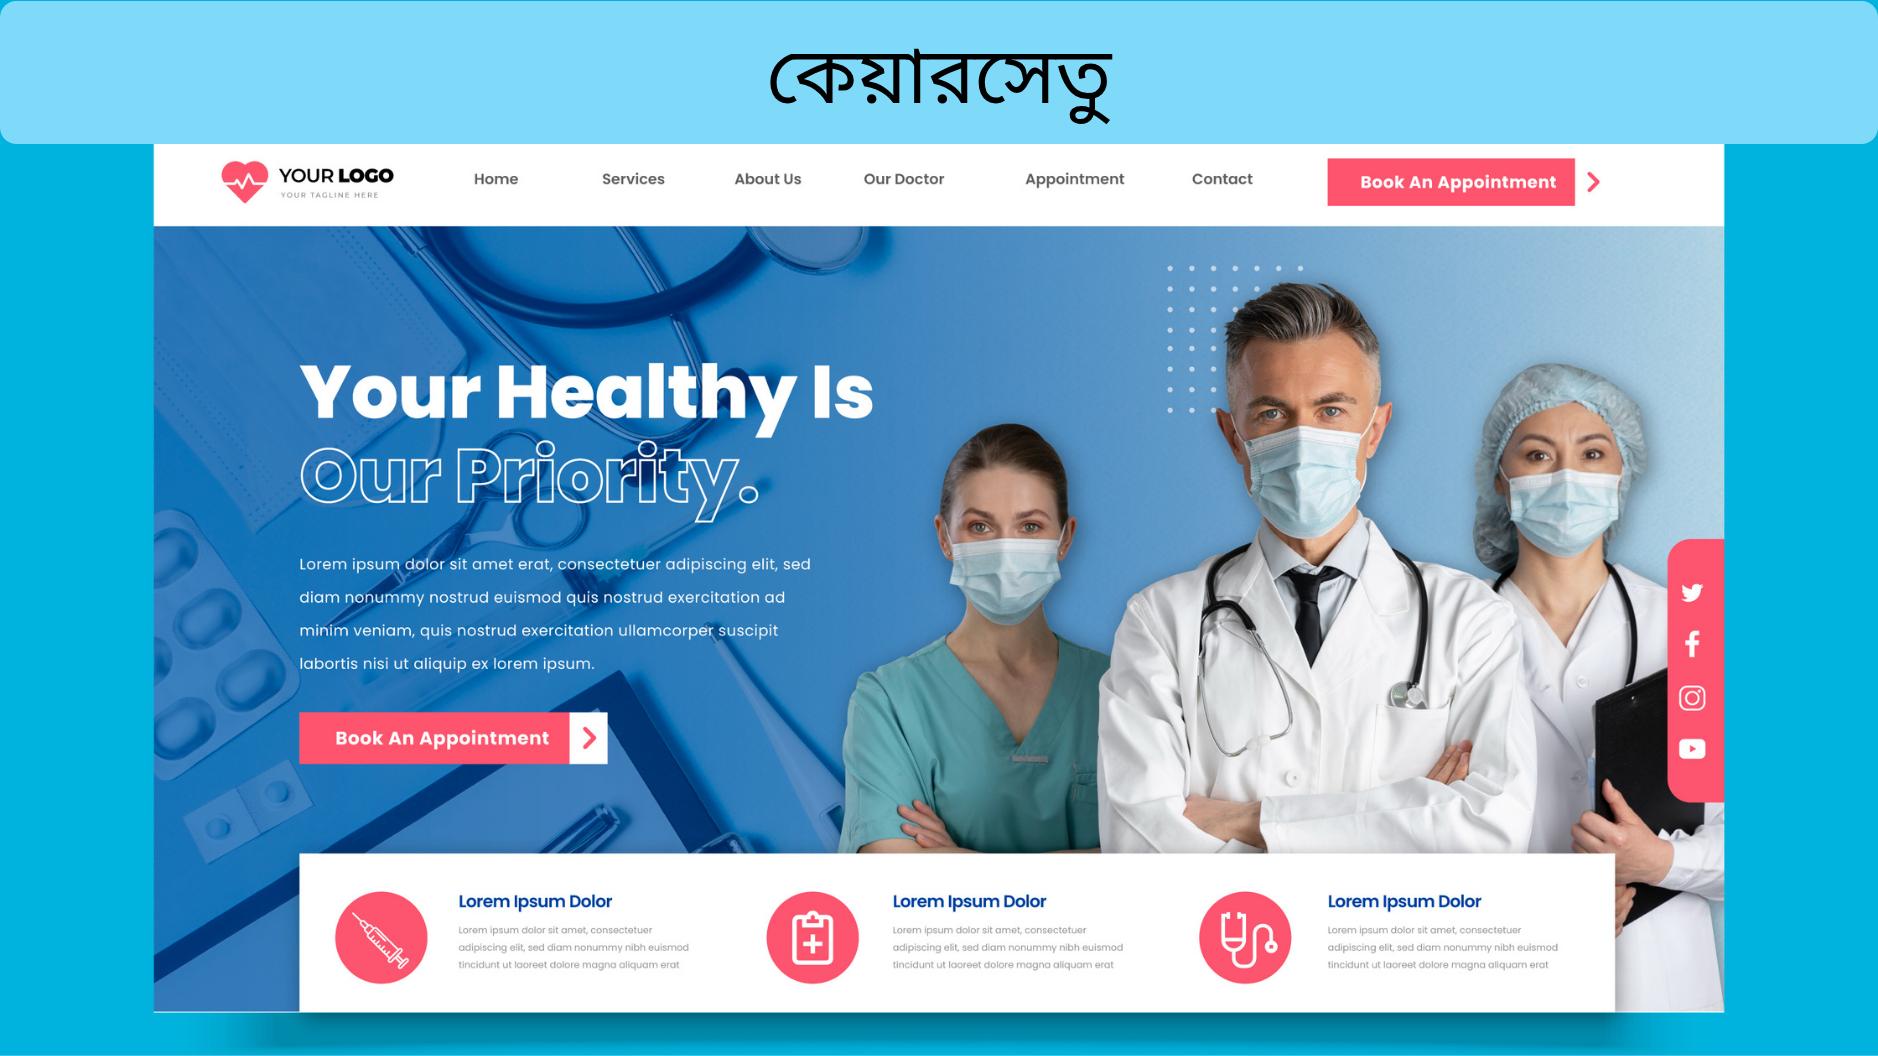 কেয়ারসেতু
YOUR LOGO
YOUR TAGLINE HERE
Home Services About Us Our Doctor Appointment Contact Book An Appointment
Your Healthy Is
Our Priority.
Lorem ipsum dolor sit amet erat, consectetuer adipiscing elit, sed
diam nonummy nostrud euismod quis nostrud exercitation ad
minim veniam, quis nostrud exercitation ullamcorper suscipit
labortis nisi ut aliquip ex lorem ipsum.
Book An Appointment
Lorem Ipsum Dolor
Lorem ipsum dolor sit amet, consectetuer
adipiscing elit, sed diam nonummy nibh euismod
tincidunt ut laoreet dolore magna aliquam erat
Lorem Ipsum Dolor
Lorem ipsum dolor sit amet, consectetuer
adipiscing elit, sed diam nonummy nibh euismod
tincidunt ut laoreet dolore magna aliquam erat
Lorem Ipsum Dolor
Lorem ipsum dolor sit amet, consectetuer
adipiscing elit, sed diam nonummy nibh euismod
tincidunt ut laoreet dolore magna aliquam erat